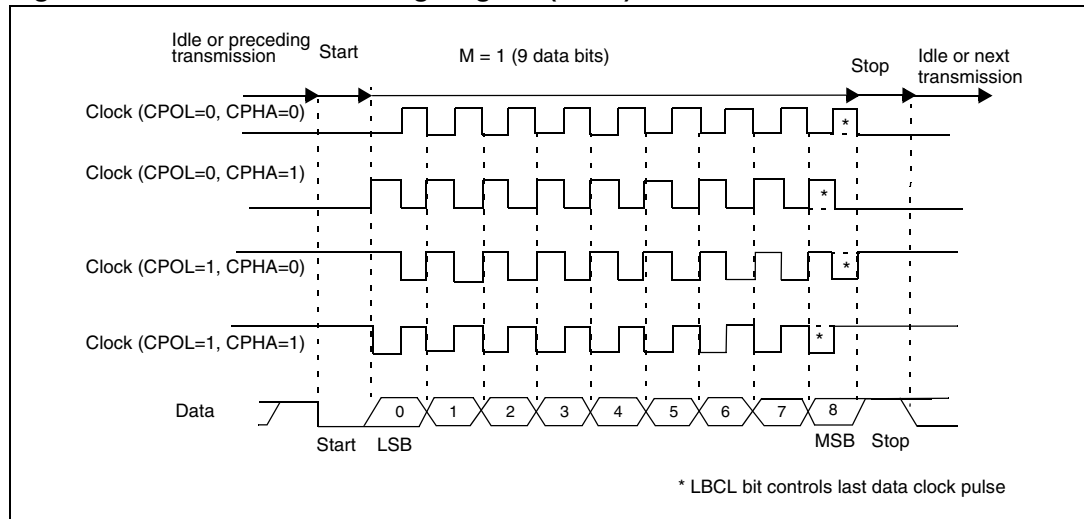 Idle or preceding
transmission
Start
M = 1 (9 data bits)
Stop
Idle or next
transmission
Clock (CPOL=0, CPHA=0)
*
Clock (CPOL=0, CPHA=1)
*
Clock (CPOL=1, CPHA=0)
*
Clock (CPOL=1, CPHA=1)
*
Data
0 1 2 3 4 5 6 7 8
Start LSB MSB Stop
* LBCL bit controls last data clock pulse